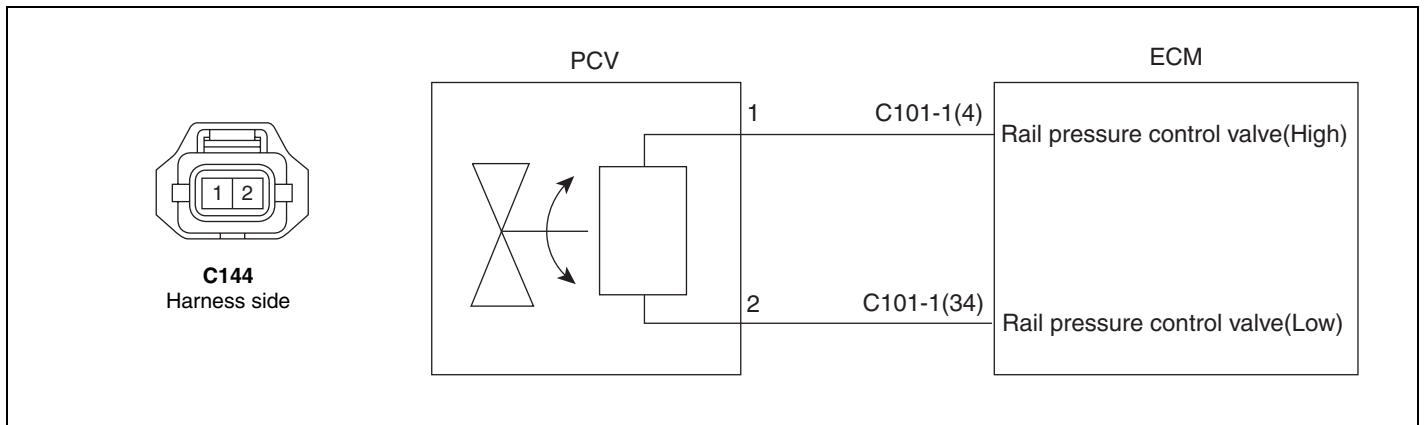 PCV
ECM
1
C101-1(4)
Rail pressure control valve(High)
1 2
C144
Harness side
2
C101-1(34)
Rail pressure control valve(Low)